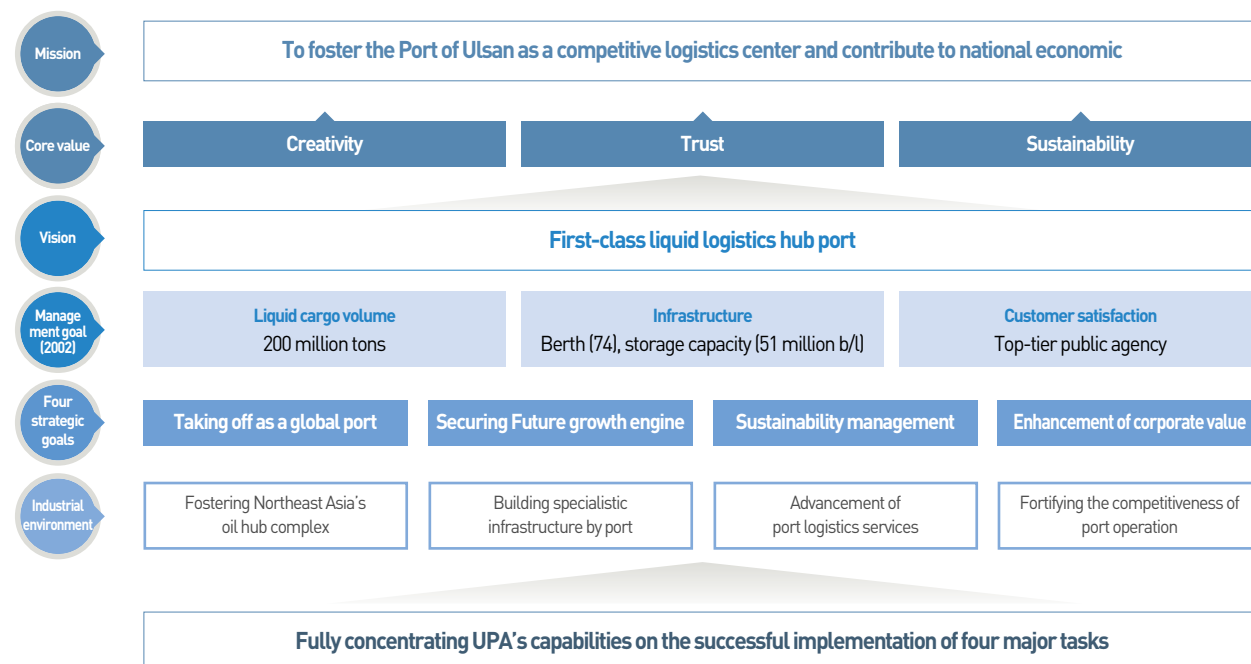 Mission
To foster the Port of Ulsan as a competitive logistics center and contribute to national economic
Core value
Creativity
Trust
Sustainability
Vision
First-class liquid logistics hub port
Manage
ment goal
(2002)
Liquid cargo volume
200 million tons
Infrastructure
Berth (74), storage capacity (51 million b/l)
Customer satisfaction
Top-tier public agency
Four
strategic
goals
Taking off as a global port
Securing Future growth engine
Sustainability management
Enhancement of corporate value
Industrial
environment
Fostering Northeast Asia's
oil hub complex
Building specialistic
infrastructure by port
Advancement of
port logistics services
Fortifying the competitiveness of
port operation
Fully concentrating UPA's capabilities on the successful implementation of four major tasks